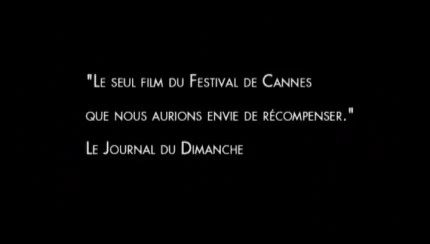 "Le seul film du Festival de Cannes
que nous aurions envie de récompenser."
Le Journal du Dimanche